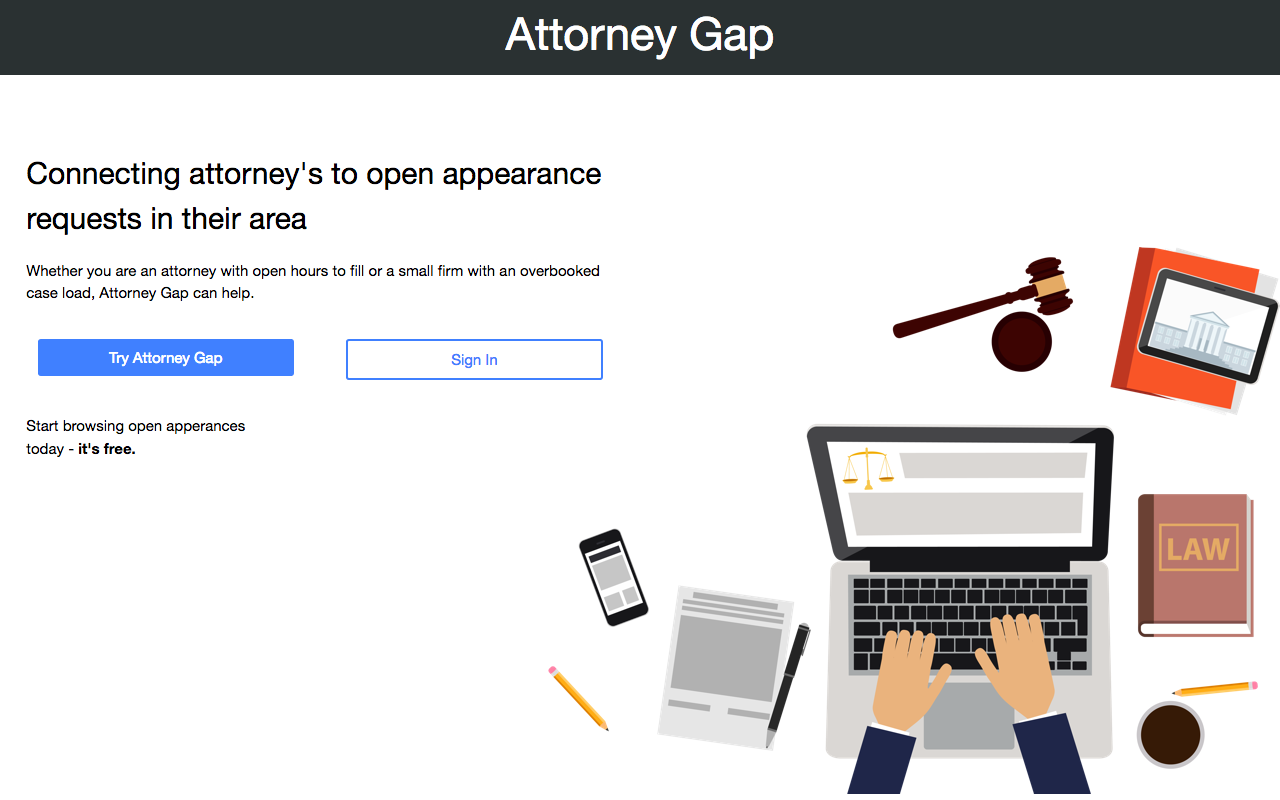 Attorney Gap
Connecting attorney's to open appearance
requests in their area
Whether you are an attorney with open hours to fill or a small firm with an overbooked
case load, Attorney Gap can help.
Try Attorney Gap
Sign In
Start browsing open apperances
today - it's free.
LAW